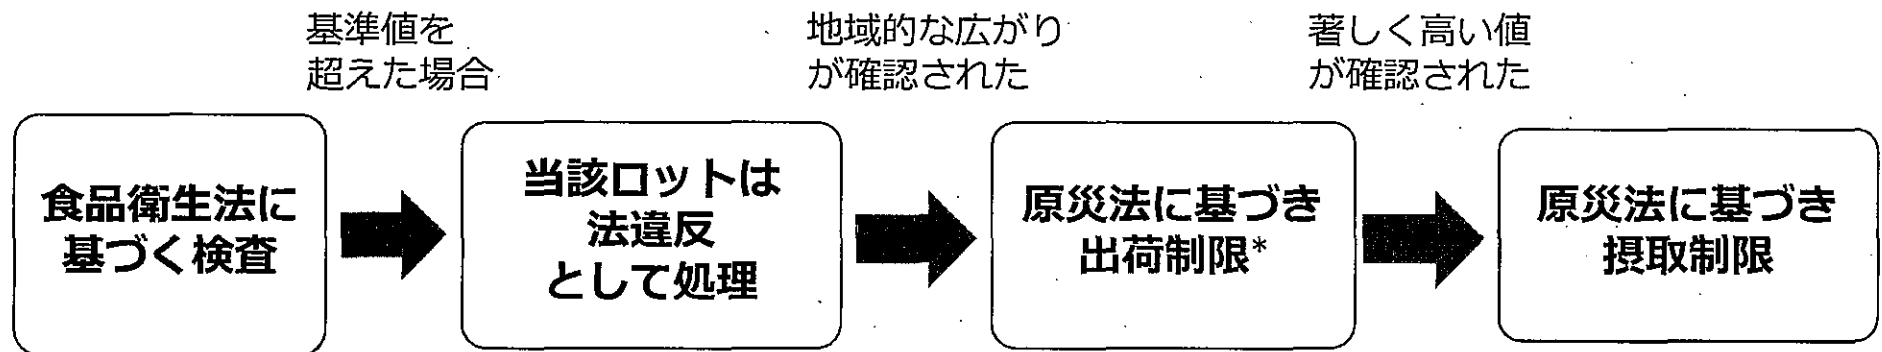 基準値を
超えた場合
地域的な広がり
が確認された
著しく高い値
が確認された
食品衛生法に
基づく検査
当該ロットは
法違反
として処理
原災法に基づき
出荷制限*
原災法に基づき
摂取制限